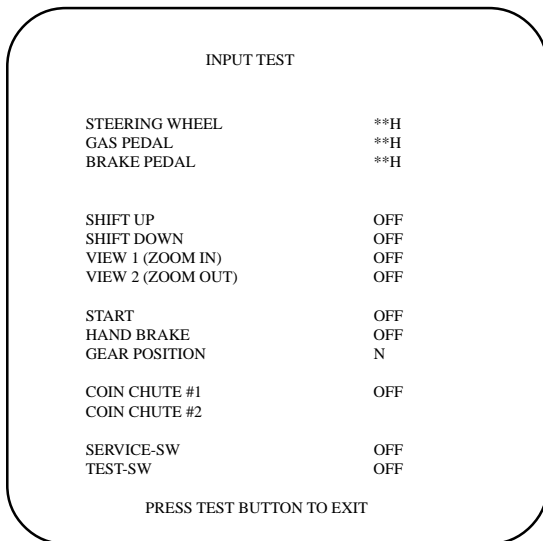 INPUT TEST
STEERING WHEEL **H
GAS PEDAL **H
BRAKE PEDAL **H
SHIFT UP OFF
SHIFT DOWN OFF
VIEW 1 (ZOOM IN) OFF
VIEW 2 (ZOOM OUT) OFF
START OFF
HAND BRAKE OFF
GEAR POSITION N
COIN CHUTE #1 OFF
COIN CHUTE #2
SERVICE-SW OFF
TEST-SW OFF
PRESS TEST BUTTON TO EXIT